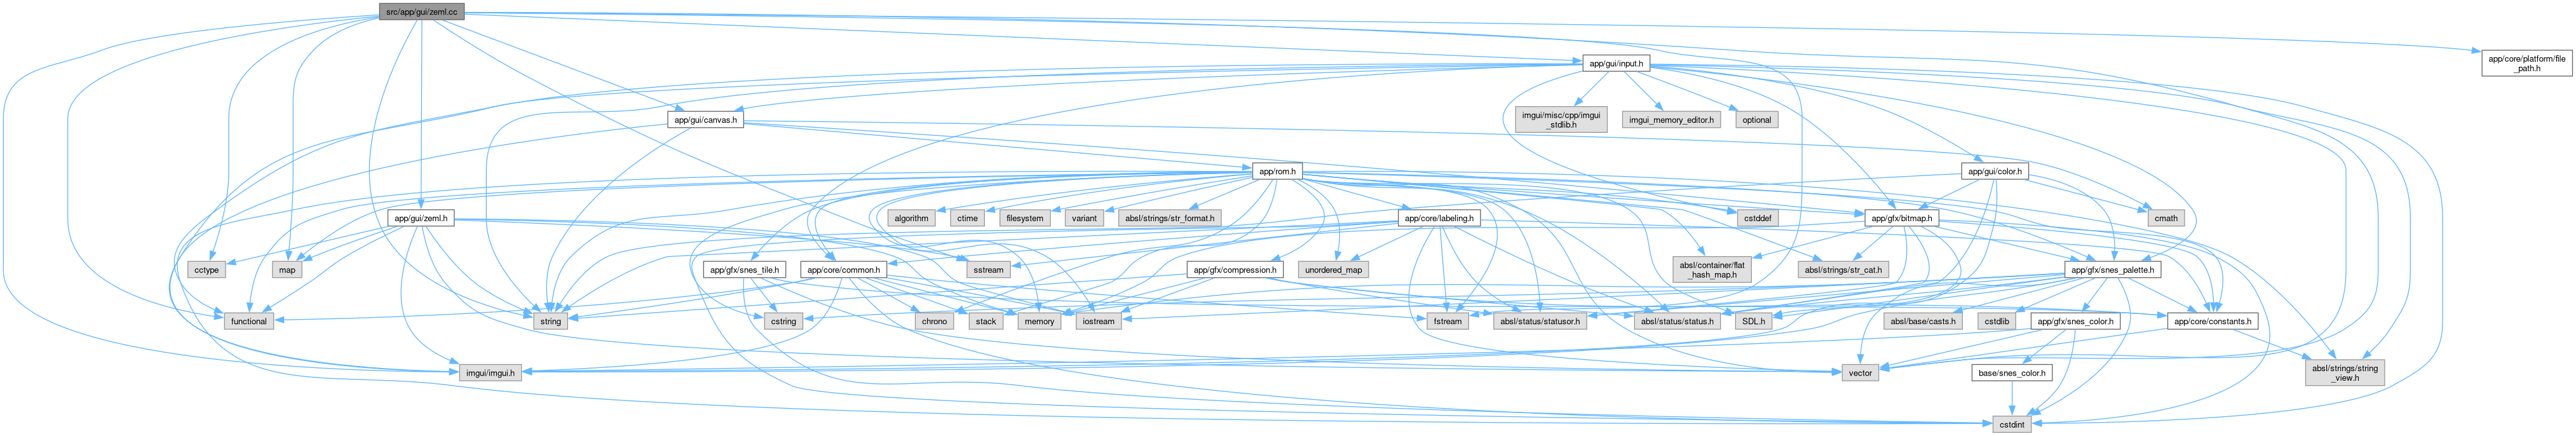 src/app/gui/zeml.cc
app/core/platform/file
_path.h
app/gui/input.h
imgui/misc/cpp/imgui
_stdlib.h
imgui_memory_editor.h
optional
app/gui/canvas.h
app/rom.h
app/gui/color.h
app/gui/zeml.h
algorithm
ctime
filesystem
variant
absl/strings/str_format.h
app/core/labeling.h
cstddef
app/gfx/bitmap.h
cmath
cctype
map
app/gfx/snes_tile.h
app/core/common.h
sstream
app/gfx/compression.h
unordered_map
absl/container/flat
_hash_map.h
absl/strings/str_cat.h
app/gfx/snes_palette.h
functional
string
cstring
chrono
stack
memory
iostream
fstream
absl/status/statusor.h
absl/status/status.h
SDL.h
absl/base/casts.h
cstdlib
app/gfx/snes_color.h
app/core/constants.h
imgui/imgui.h
vector
base/snes_color.h
absl/strings/string
_view.h
cstdint